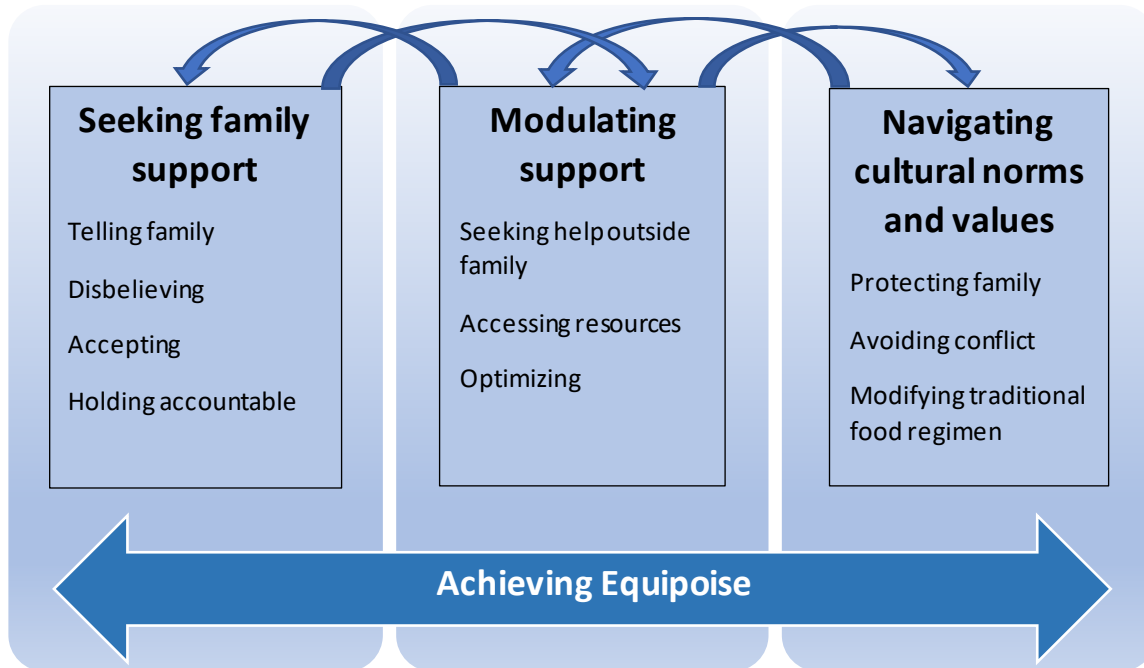 Seeking family
support
Telling family
Disbelieving
Accepting
Holding accountable
Modulating
support
Seeking help outside
family
Accessing resources
Optimizing
Navigating
cultural norms
and values
Protecting family
Avoiding conflict
Modifying traditional
food regimen
Achieving Equipoise